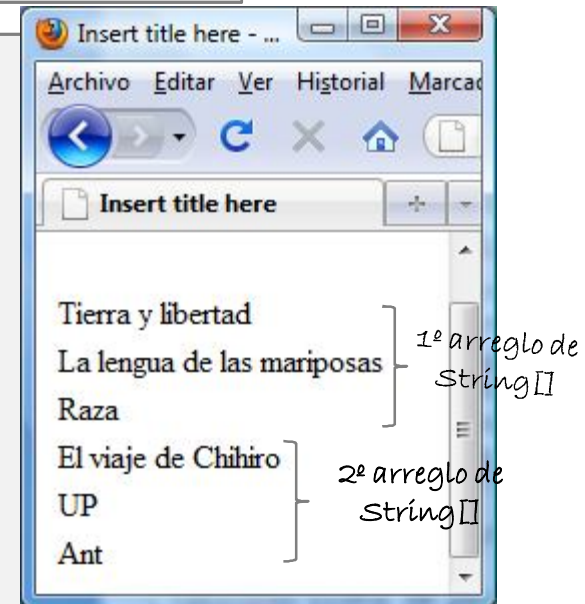 Insert title here - ...
Archivo Editar Ver Historial Marcad
Insert title here
Tierra y libertad
La lengua de las mariposas
Raza
1º arreglo de
String[]
El viaje de Chihiro
UP
Ant
2º arreglo de
String[]